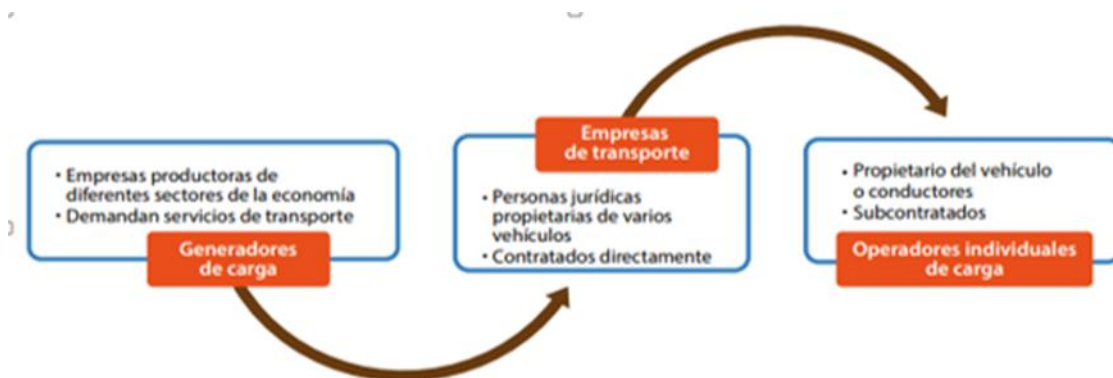 • Empresas productoras de
diferentes sectores de la economía
• Demandan servicios de transporte
Generadores
de carga
Empresas
de transporte
• Personas jurídicas
propietarias de varios
vehículos
• Contratados directamente
• Propietario del vehículo
o conductores
• Subcontratados
Operadores individuales
de carga